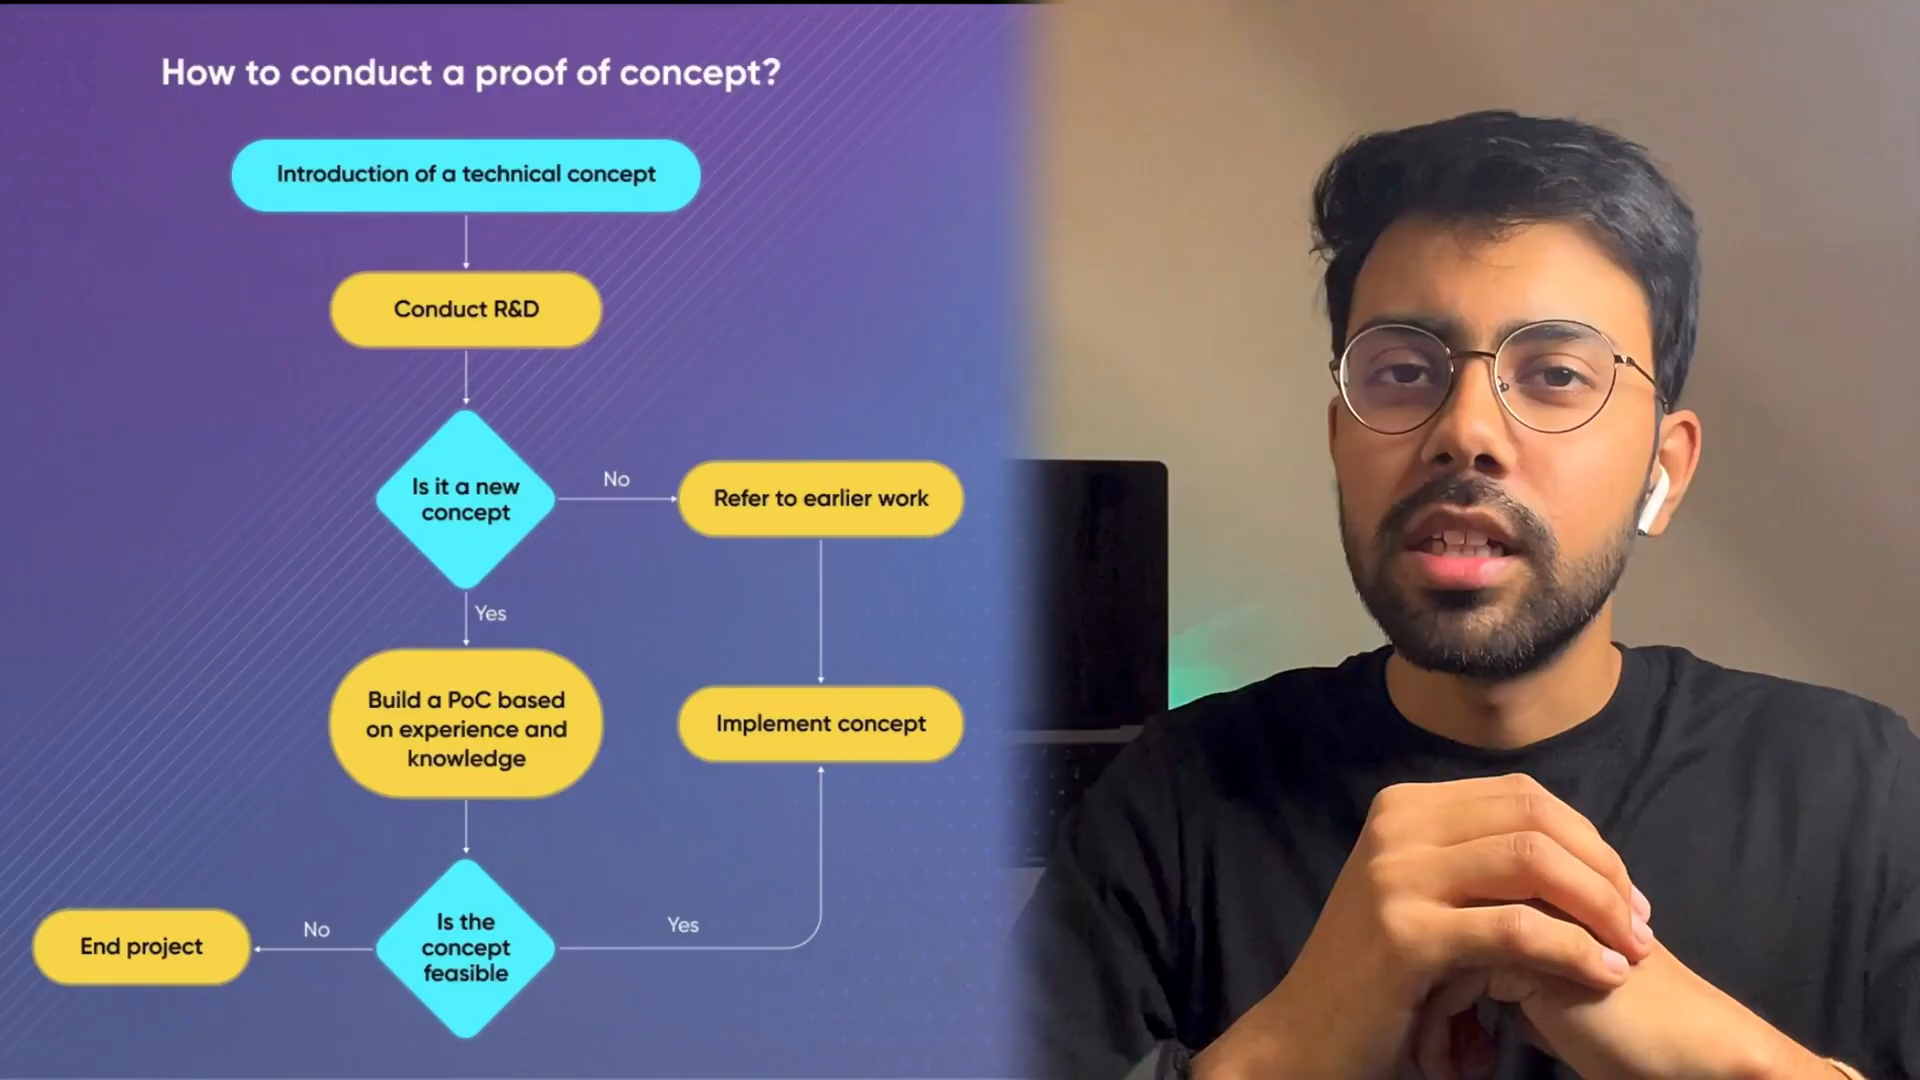 How to conduct a proof of concept?
Introduction of a technical concept
Conduct R&D
Is it a new
concept
No
Refer to earlier work
Yes
Build a PoC based
on experience and
knowledge
Implement concept
Is the
concept
feasible
No
End project
Yes